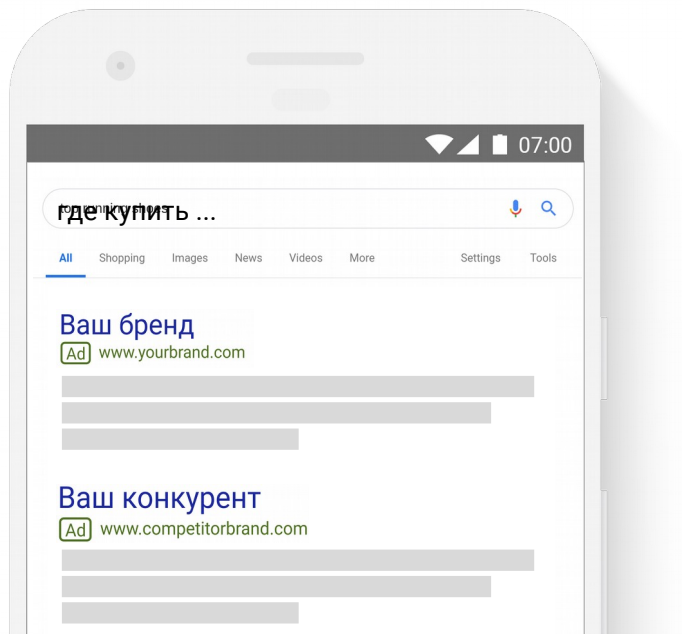 07:00
где купить ...
All Shopping Images News Videos More Settings Tools
Ваш бренд
Ad www.yourbrand.com
Ваш конкурент
Ad www.competitorbrand.com